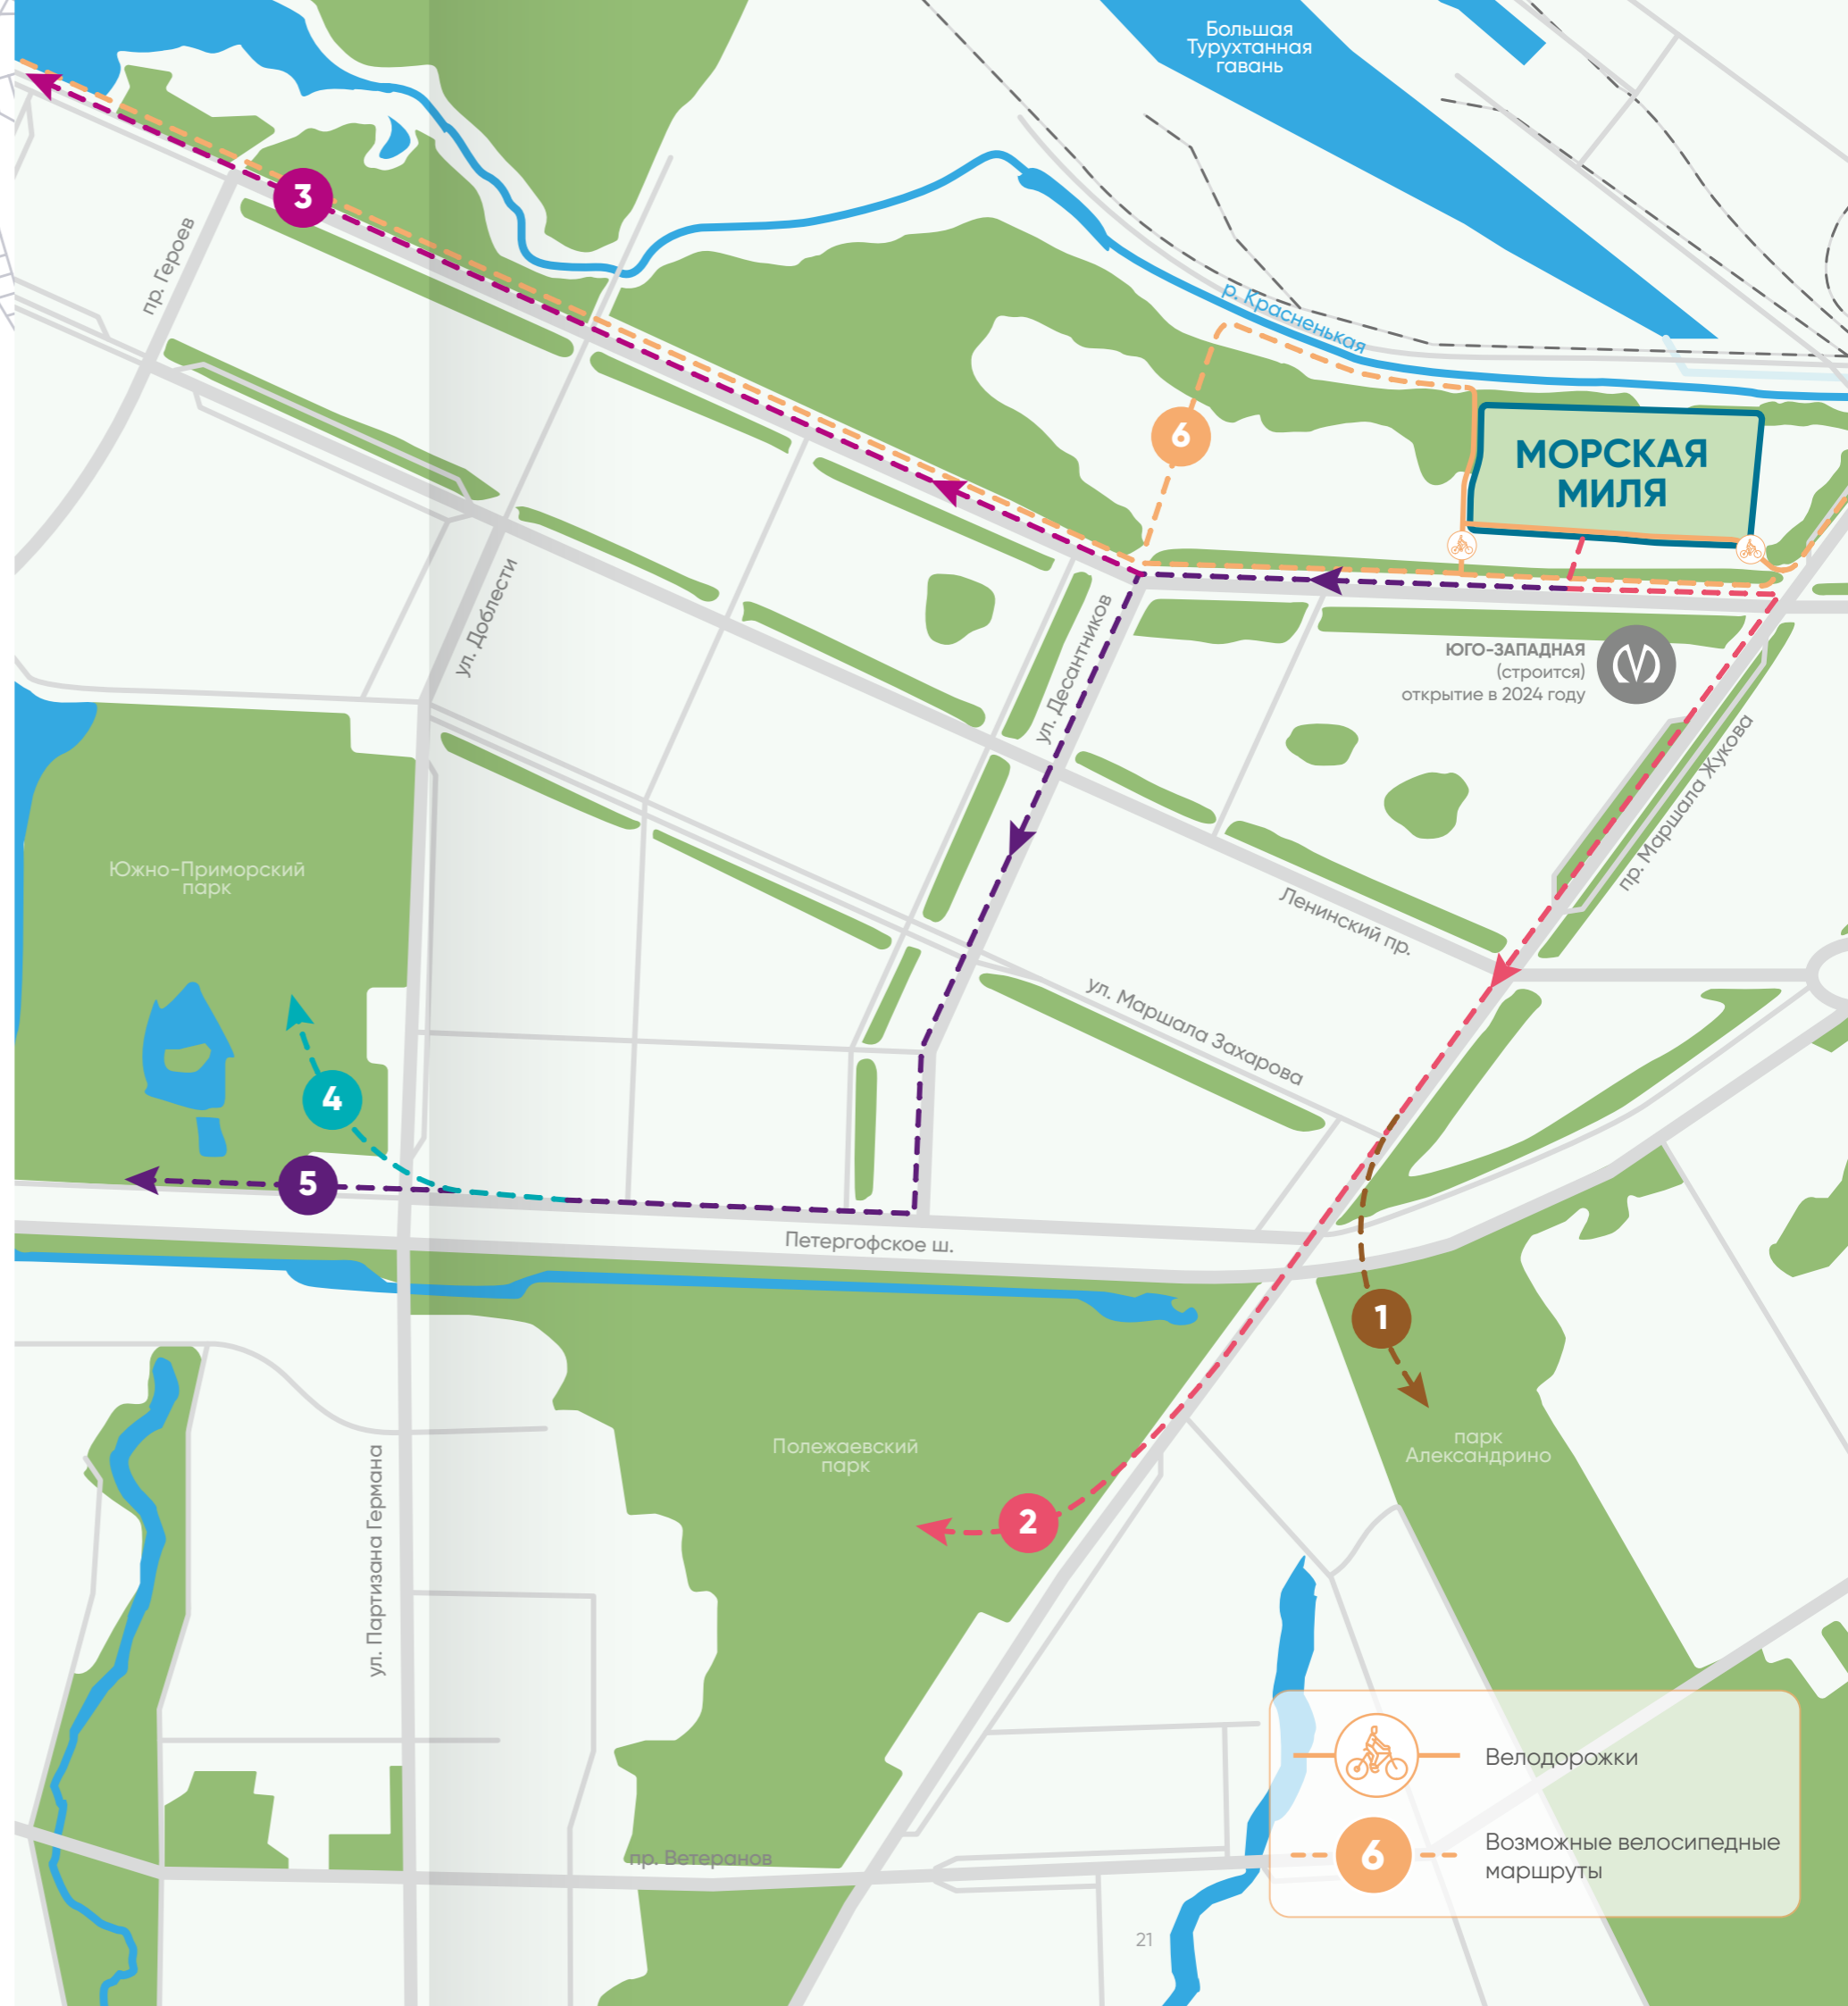 Большая
Турухтанная
гавань
3
пр. Героев
р. Красненькая
6
МОРСКАЯ
МИЛЯ
ул. Доблести
ул. Десантников
ЮГО-ЗАПАДНАЯ
(строится)
открытие в 2024 году
пр. Маршала Жукова
Южно-Приморский
парк
Ленинский пр.
ул. Маршала Захарова
4
5
Петергофское ш.
1
парк
Александрино
Полежаевский
парк
2
ул. Партизана Германа
Велодорожки
6
Возможные велосипедные
маршруты
пр. Ветеранов
21